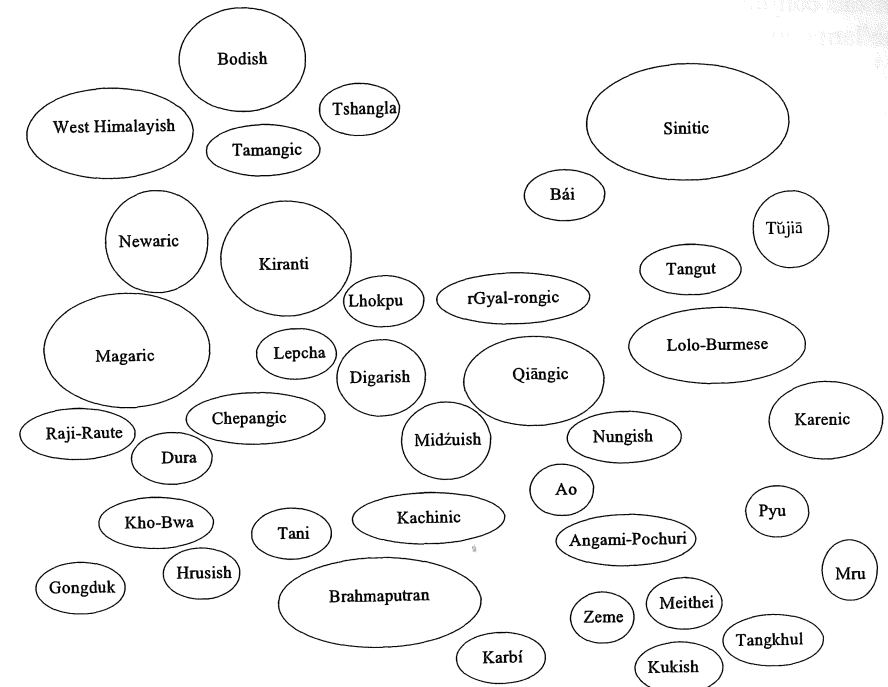 Bodish
Tshangla
West Himalayish
Sinitic
Tamangic
Bái
Tŭjiā
Newaric
Kiranti
Tangut
Lhokpu
rGyal-rongic
Lolo-Burmese
Magaric
Lepcha
Digarish
Qiāngic
Chepangic
Karenic
Raji-Raute
Midźuish
Nungish
Dura
Ao
Pyu
Kho-Bwa
Kachinic
Tani
Angami-Pochuri
Hrusish
Mru
Gongduk
Brahmaputran
Meithei
Zeme
Tangkhul
Karbí
Kukish